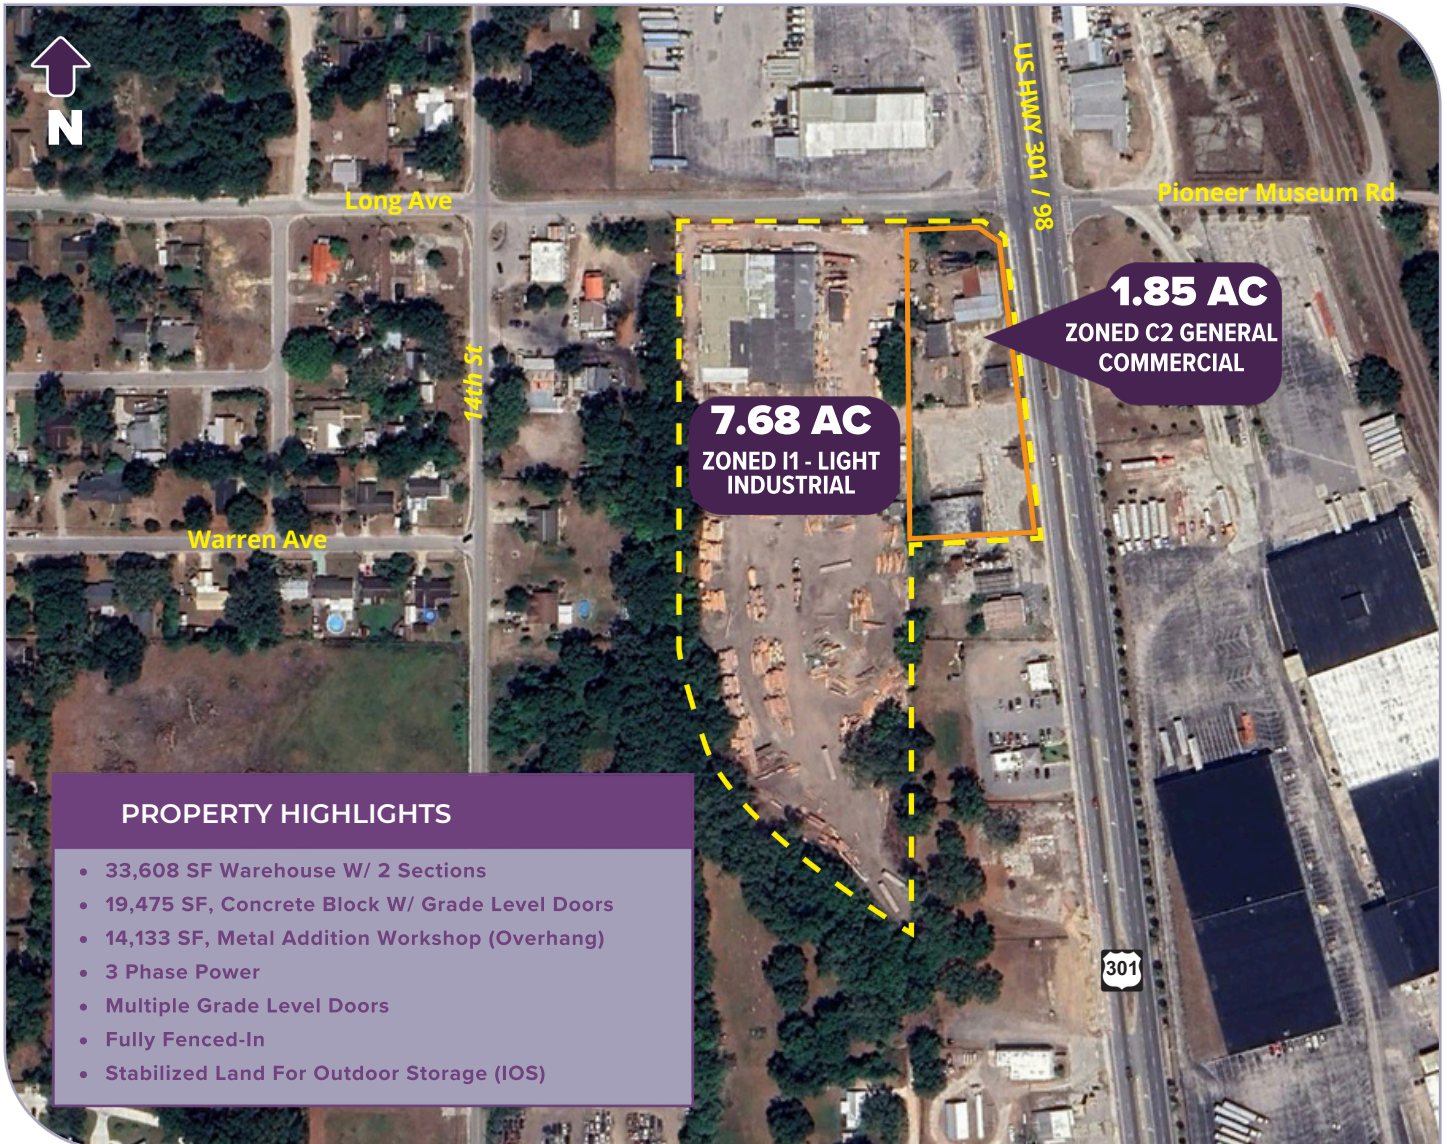 N
US HWY 301 / 98
Long Ave
Pioneer Museum Rd
1.85 AC
ZONED C2 GENERAL
COMMERCIAL
14th St
7.68 AC
ZONED I1 - LIGHT
INDUSTRIAL
Warren Ave
PROPERTY HIGHLIGHTS
• 33,608 SF Warehouse W/ 2 Sections
• 19,475 SF, Concrete Block W/ Grade Level Doors
• 14,133 SF, Metal Addition Workshop (Overhang)
• 3 Phase Power
• Multiple Grade Level Doors
• Fully Fenced-In
• Stabilized Land For Outdoor Storage (IOS)
301